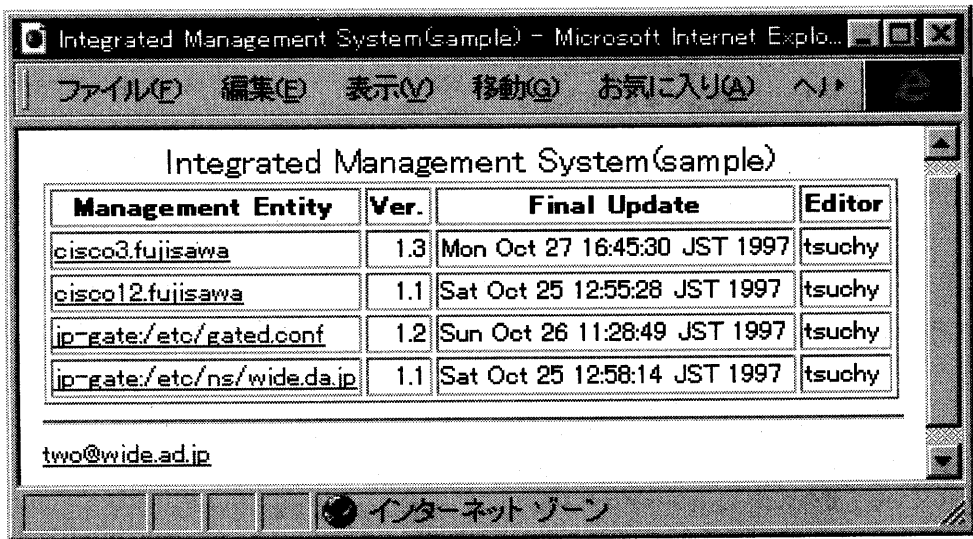 Integrated Management System(sample) - Microsoft Internet Explo...
ファイル(F) 編集(E) 表示(V) 移動(G) お気に入り(A)
Integrated Management System(sample)
Management Entity Ver. Final Update Editor
cisco3.fujisawa 1.3 Mon Oct 27 16:45:30 JST 1997 tsuchy
cisco12.fujisawa 1.1 Sat Oct 25 12:55:28 JST 1997 tsuchy
jp-gate:/etc/gated.conf 1.2 Sun Oct 26 11:28:49 JST 1997 tsuchy
jp-gate:/etc/ns/wide.da.jp 1.1 Sat Oct 25 12:58:14 JST 1997 tsuchy
two@wide.ad.jp
インターネット ゾーン